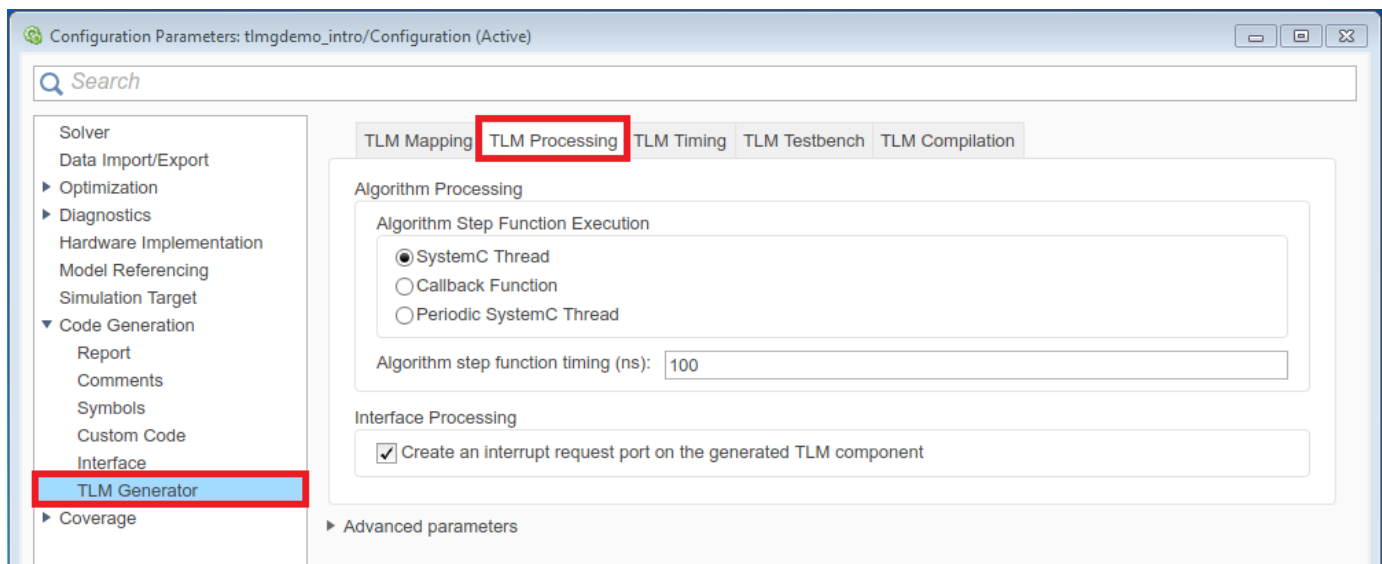 Configuration Parameters: tlmgdemo_intro/Configuration (Active)
Search
Solver
Data Import/Export
Optimization
Diagnostics
Hardware Implementation
Model Referencing
Simulation Target
Code Generation
Report
Comments
Symbols
Custom Code
Interface
TLM Generator
Coverage
TLM Mapping TLM Processing TLM Timing TLM Testbench TLM Compilation
Algorithm Processing
Algorithm Step Function Execution
SystemC Thread
Callback Function
Periodic SystemC Thread
Algorithm step function timing (ns): 100
Interface Processing
Create an interrupt request port on the generated TLM component
Advanced parameters